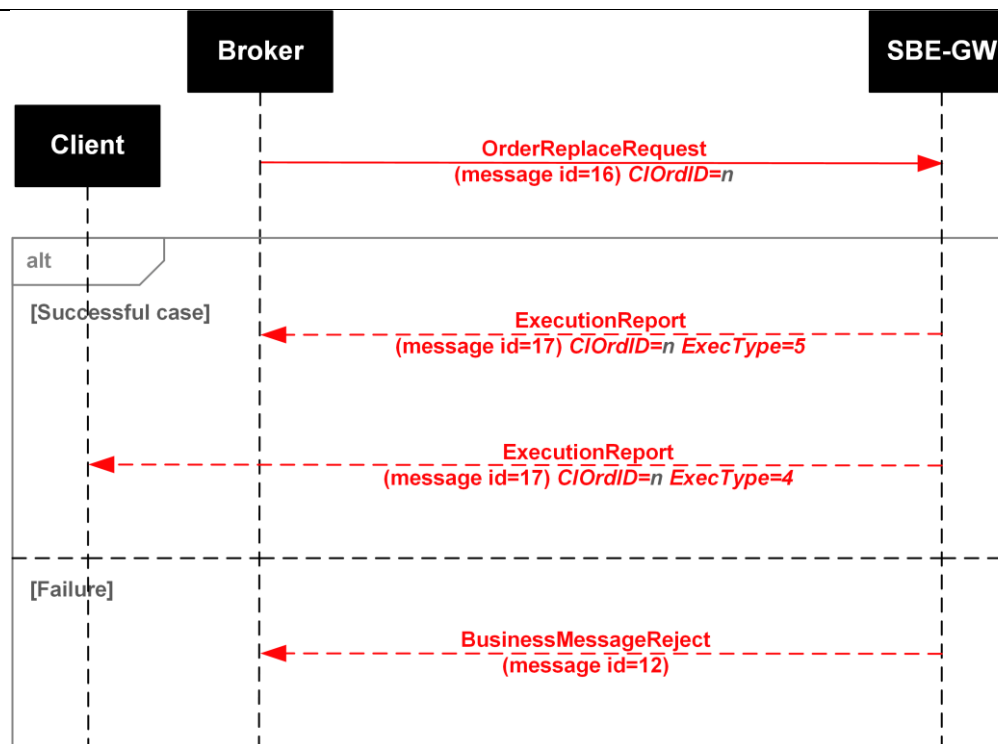 Broker
SBE-GW
Client
OrderReplaceRequest
(message id=16) ClOrdID=n
alt
[Successful case]
ExecutionReport
(message id=17) ClOrdID=n ExecType=5
ExecutionReport
(message id=17) ClOrdID=n ExecType=4
[Failure]
BusinessMessageReject
(message id=12)